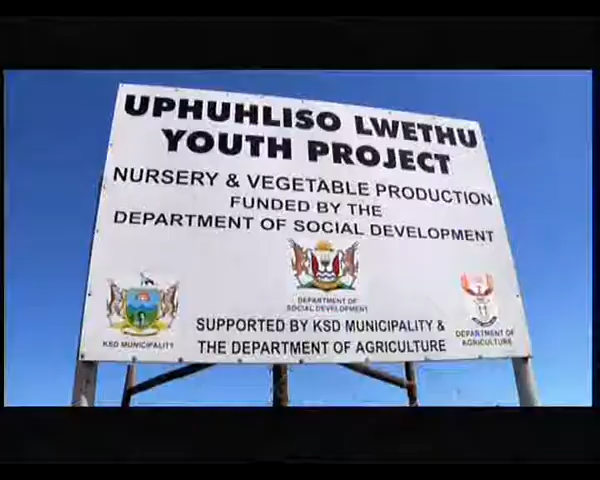 UPHUHLISO LWETHU
YOUTH PROJECT
NURSERY & VEGETABLE PRODUCTION
FUNDED BY THE
DEPARTMENT OF SOCIAL DEVELOPMENT
DEPARTMENT OF
SOCIAL DEVELOPMENT
KSD MUNICIPALITY
SUPPORTED BY KSD MUNICIPALITY &
THE DEPARTMENT OF AGRICULTURE
DEPARTMENT OF
AGRICULTURE